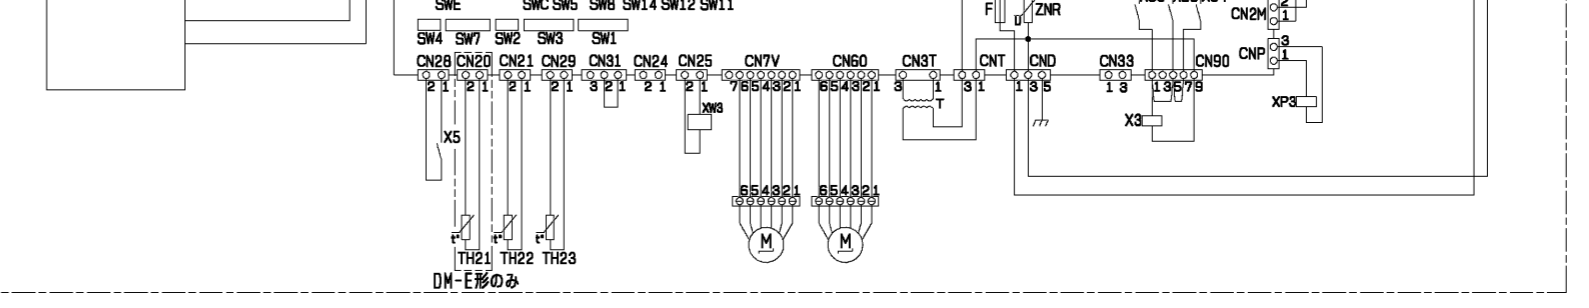 SWE SWC SW5 SW8 SW14 SW12 SW11
F ZNR
CN2M 2
1
SW4 SW7 SW2 SW3 SW1
CNP 3
1
CN28 CN20 CN21 CN29 CN31 CN24 CN25 CN7V CN60 CN3T CNT CND CN33 CN90
2 1 2 1 2 1 2 1 3 2 1 2 1 2 1 7 6 5 4 3 2 1 6 5 4 3 2 1 3 1 3 1 1 3 5 1 3 1 3 5 7 9
XW3 T X3 XP3
X5
6 5 4 3 2 1 6 5 4 3 2 1
t° t° t° M M
TH21 TH22 TH23
DM-E形のみ